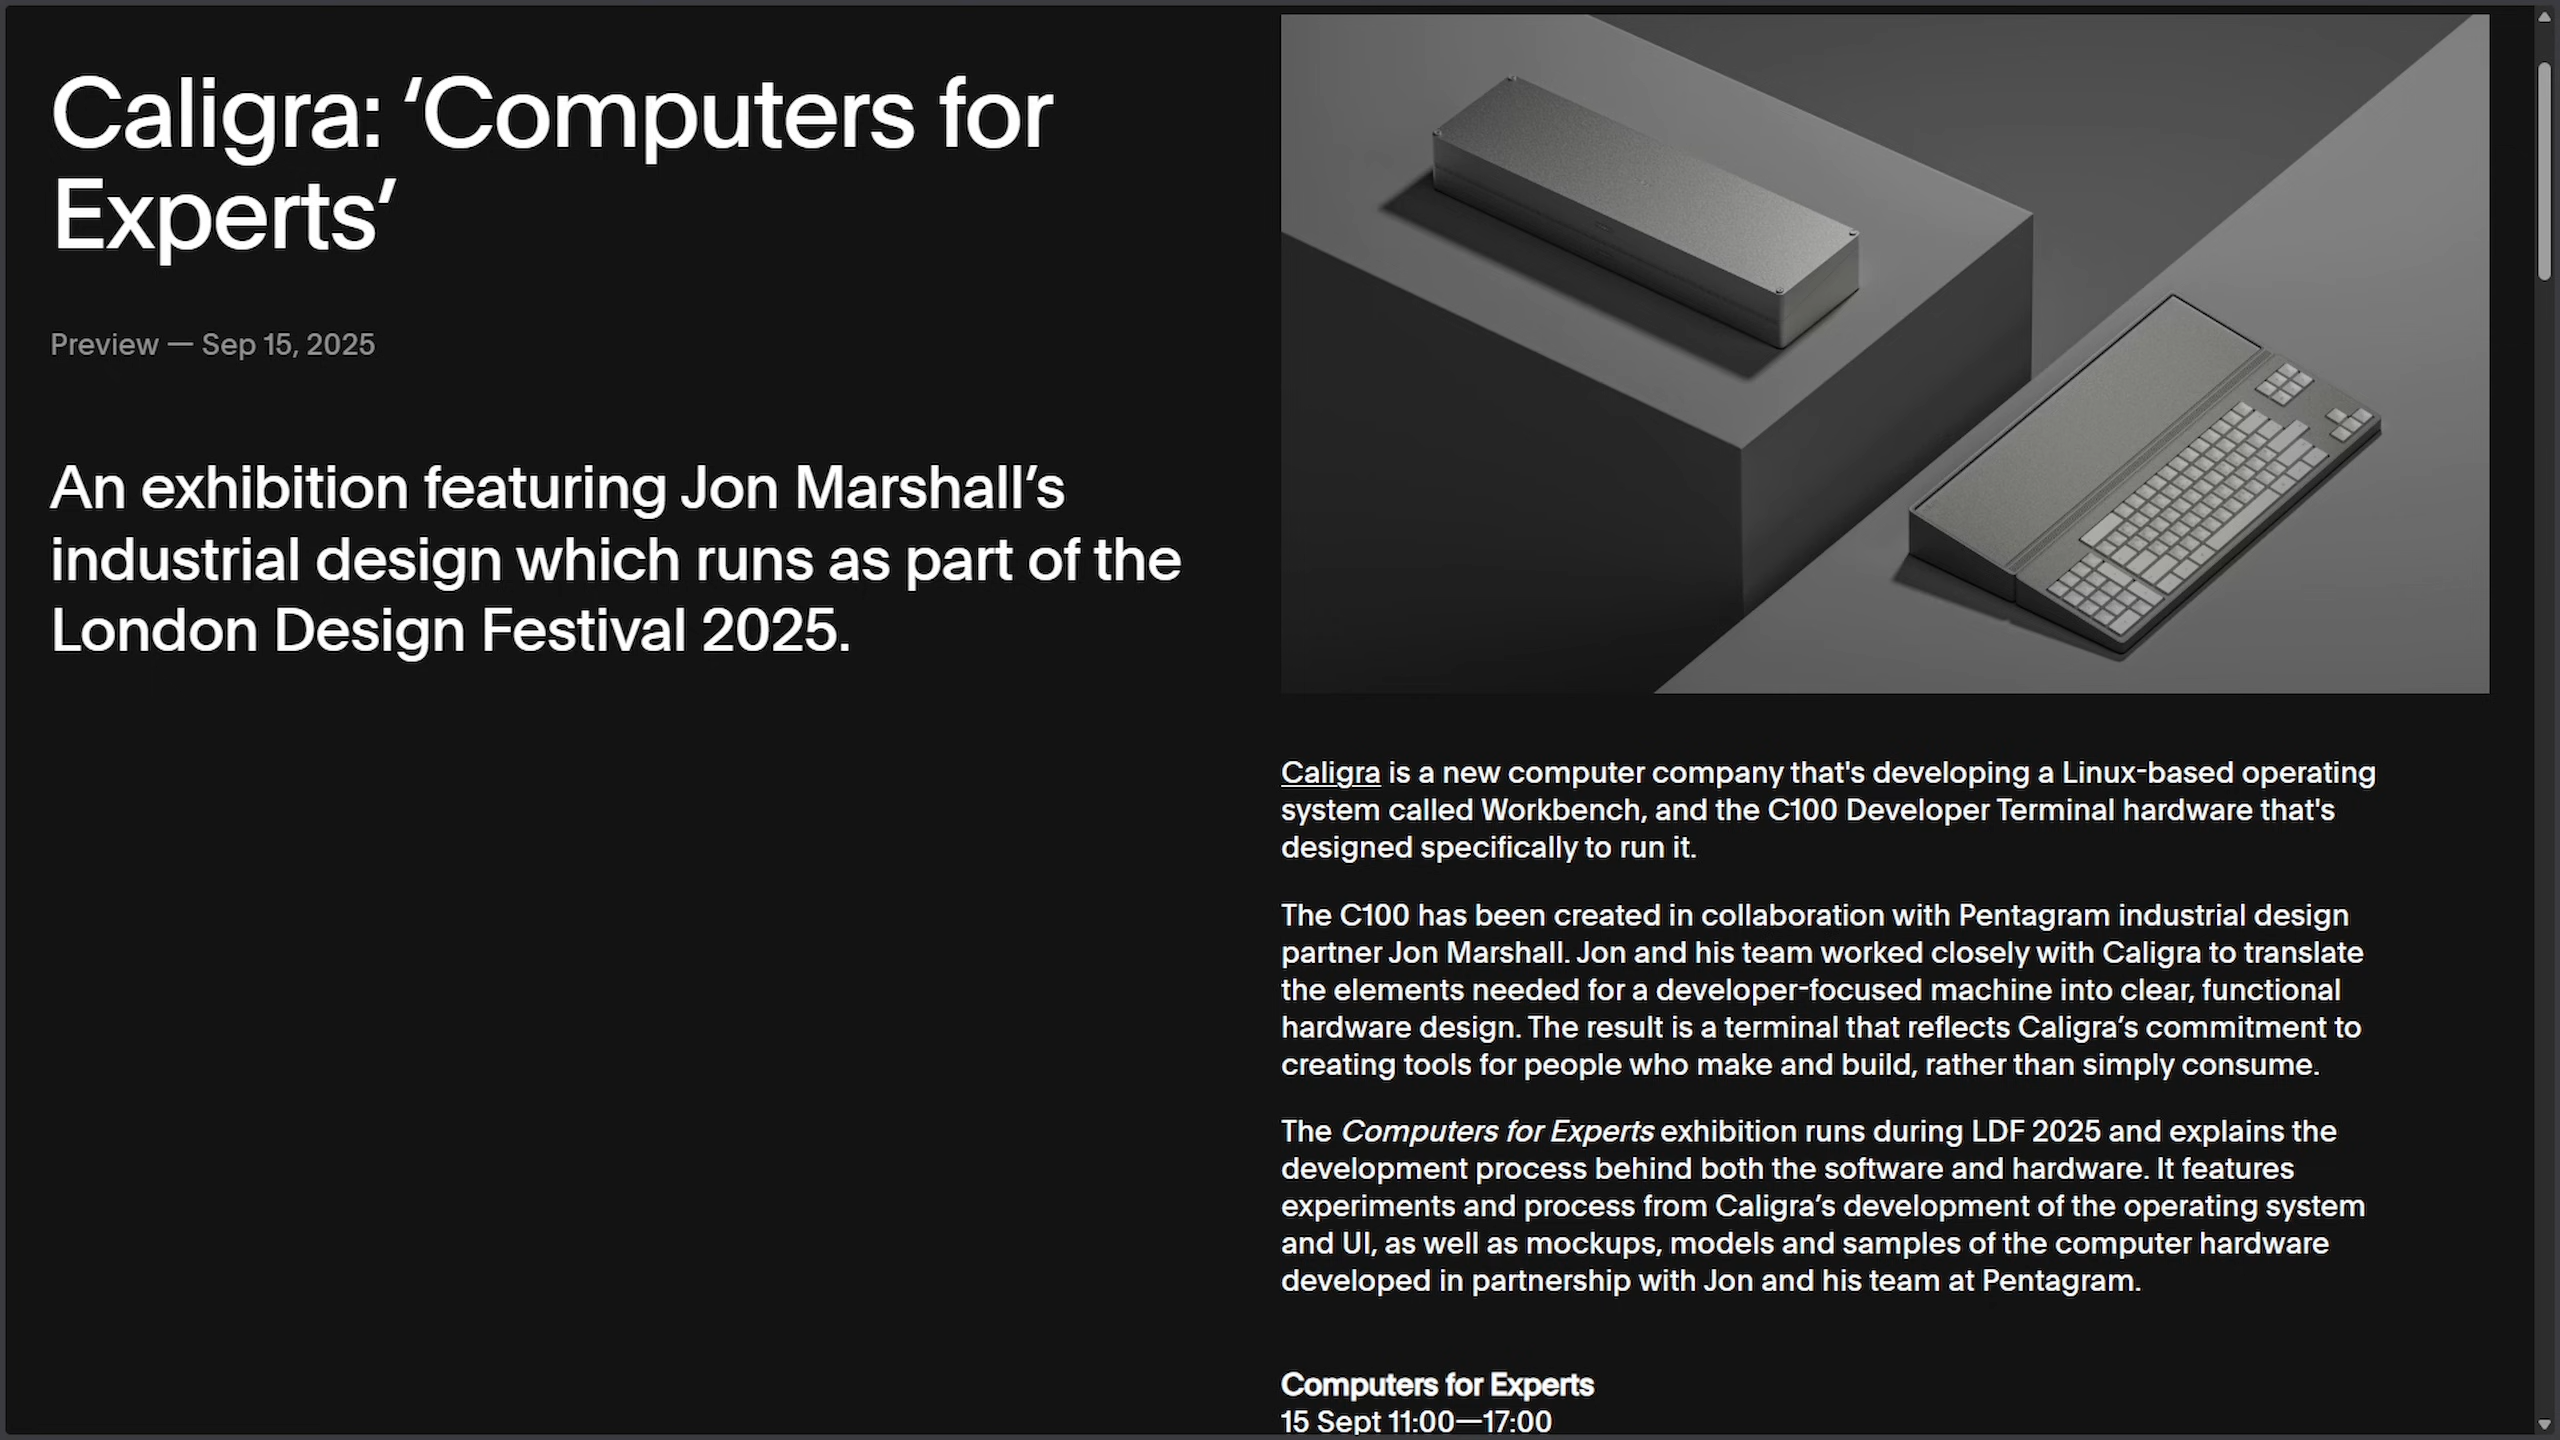 Caligra: ‘Computers for
Experts’
Preview — Sep 15, 2025
An exhibition featuring Jon Marshall’s
industrial design which runs as part of the
London Design Festival 2025.
Caligra is a new computer company that's developing a Linux-based operating
system called Workbench, and the C100 Developer Terminal hardware that's
designed specifically to run it.
The C100 has been created in collaboration with Pentagram industrial design
partner Jon Marshall. Jon and his team worked closely with Caligra to translate
the elements needed for a developer-focused machine into clear, functional
hardware design. The result is a terminal that reflects Caligra’s commitment to
creating tools for people who make and build, rather than simply consume.
The Computers for Experts exhibition runs during LDF 2025 and explains the
development process behind both the software and hardware. It features
experiments and process from Caligra’s development of the operating system
and UI, as well as mockups, models and samples of the computer hardware
developed in partnership with Jon and his team at Pentagram.
Computers for Experts
15 Sept 11:00—17:00